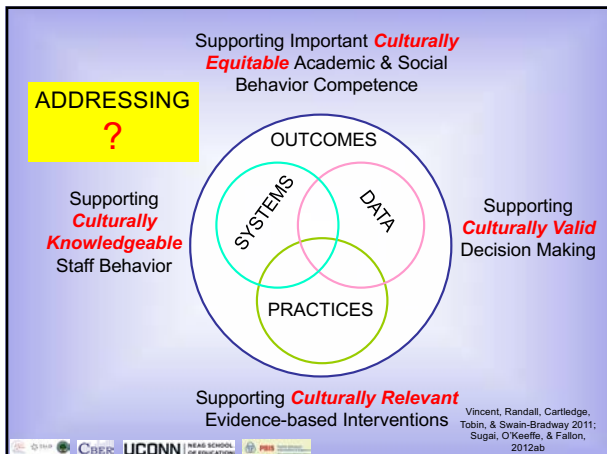 Supporting Important Culturally
Equitable Academic & Social
Behavior Competence
ADDRESSING
?
OUTCOMES
SYSTEMS
DATA
PRACTICES
Supporting
Culturally
Knowledgeable
Staff Behavior
Supporting
Culturally Valid
Decision Making
Supporting Culturally Relevant
Evidence-based Interventions
Vincent, Randall, Cartledge,
Tobin, & Swain-Bradway 2011;
Sugai, O'Keeffe, & Fallon,
2012ab
CBER
UCONN
NEAG SCHOOL
OF EDUCATION
PBIS